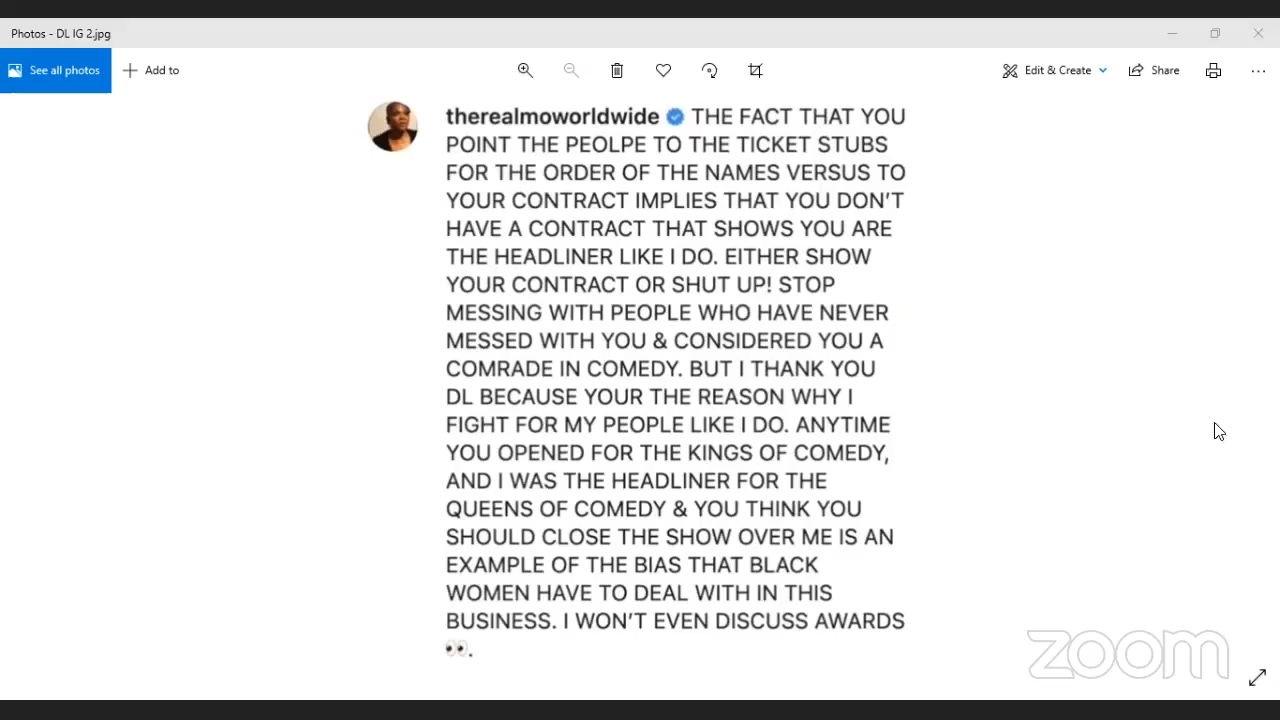 Photos - DL IG 2.jpg
See all photos
Add to
Edit & Create
Share
therealmoworldwide THE FACT THAT YOU
POINT THE PEOLPE TO THE TICKET STUBS
FOR THE ORDER OF THE NAMES VERSUS TO
YOUR CONTRACT IMPLIES THAT YOU DON'T
HAVE A CONTRACT THAT SHOWS YOU ARE
THE HEADLINER LIKE I DO. EITHER SHOW
YOUR CONTRACT OR SHUT UP! STOP
MESSING WITH PEOPLE WHO HAVE NEVER
MESSED WITH YOU & CONSIDERED YOU A
COMRADE IN COMEDY. BUT I THANK YOU
DL BECAUSE YOUR THE REASON WHY I
FIGHT FOR MY PEOPLE LIKE I DO. ANYTIME
YOU OPENED FOR THE KINGS OF COMEDY,
AND I WAS THE HEADLINER FOR THE
QUEENS OF COMEDY & YOU THINK YOU
SHOULD CLOSE THE SHOW OVER ME IS AN
EXAMPLE OF THE BIAS THAT BLACK
WOMEN HAVE TO DEAL WITH IN THIS
BUSINESS. I WON'T EVEN DISCUSS AWARDS
👀.
zoom